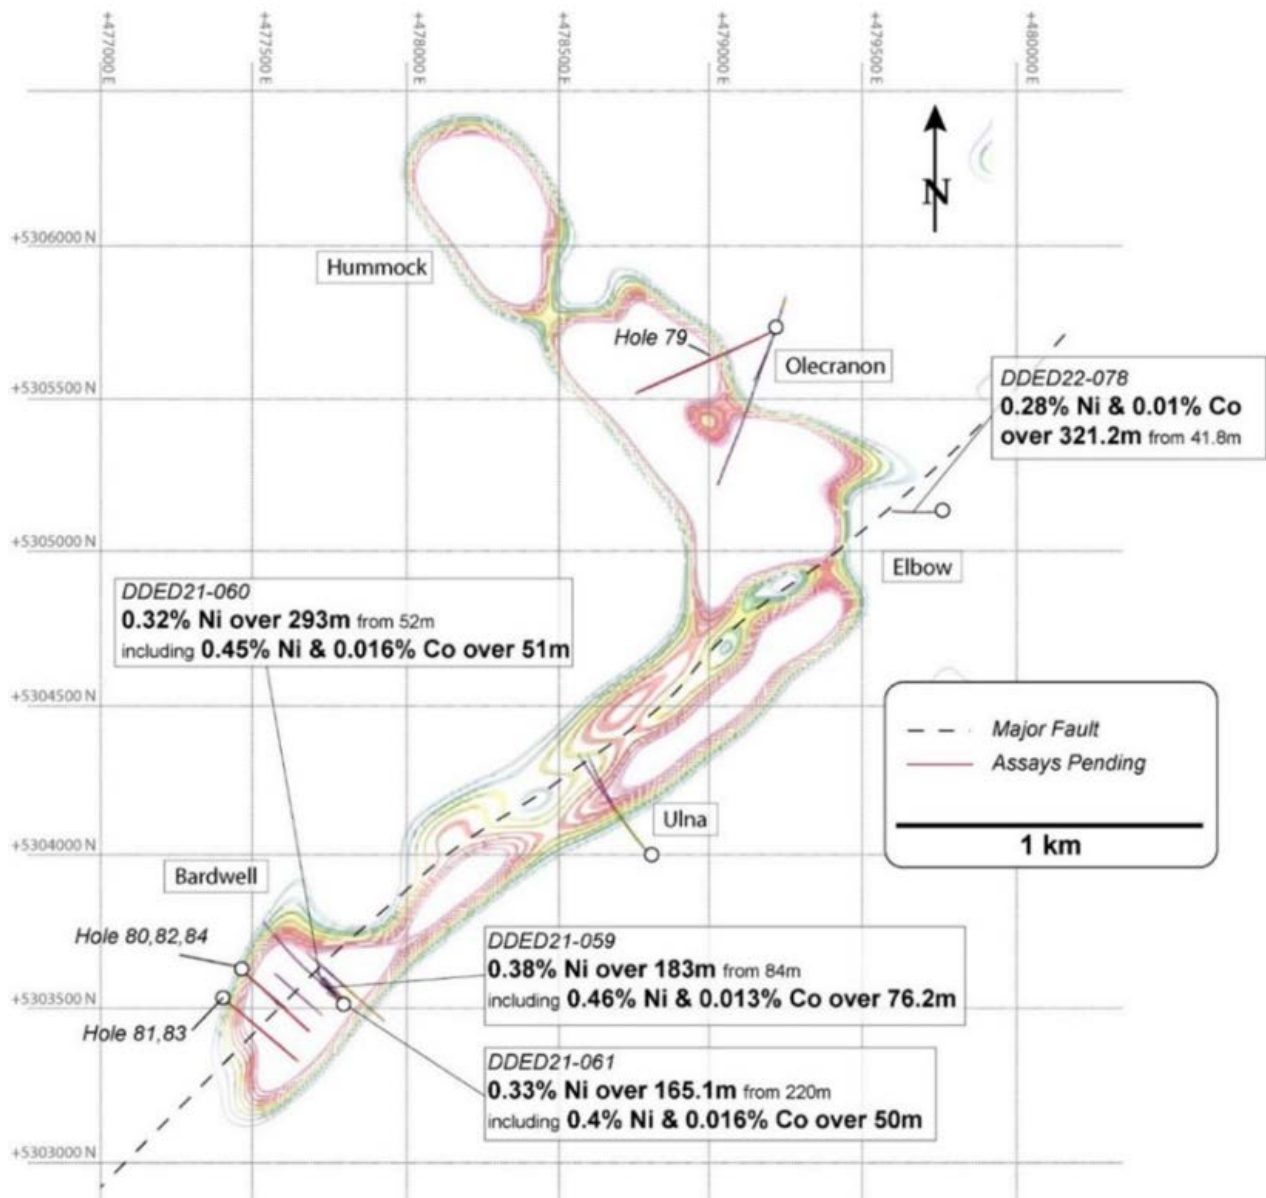 +477000 E
+477500 E
+478000 E
+478500 E
+479000 E
+479500 E
+480000 E
N
+5306000 N
Hummock
Hole 79
Olecranon
DDED22-078
0.28% Ni & 0.01% Co
over 321.2m from 41.8m
+5305500 N
+5305000 N
Elbow
DDED21-060
0.32% Ni over 293m from 52m
including 0.45% Ni & 0.016% Co over 51m
+5304500 N
Major Fault
Assays Pending
1 km
Ulna
+5304000 N
Bardwell
Hole 80,82,84
DDED21-059
0.38% Ni over 183m from 84m
including 0.46% Ni & 0.013% Co over 76.2m
+5303500 N
Hole 81,83
DDED21-061
0.33% Ni over 165.1m from 220m
including 0.4% Ni & 0.016% Co over 50m
+5303000 N